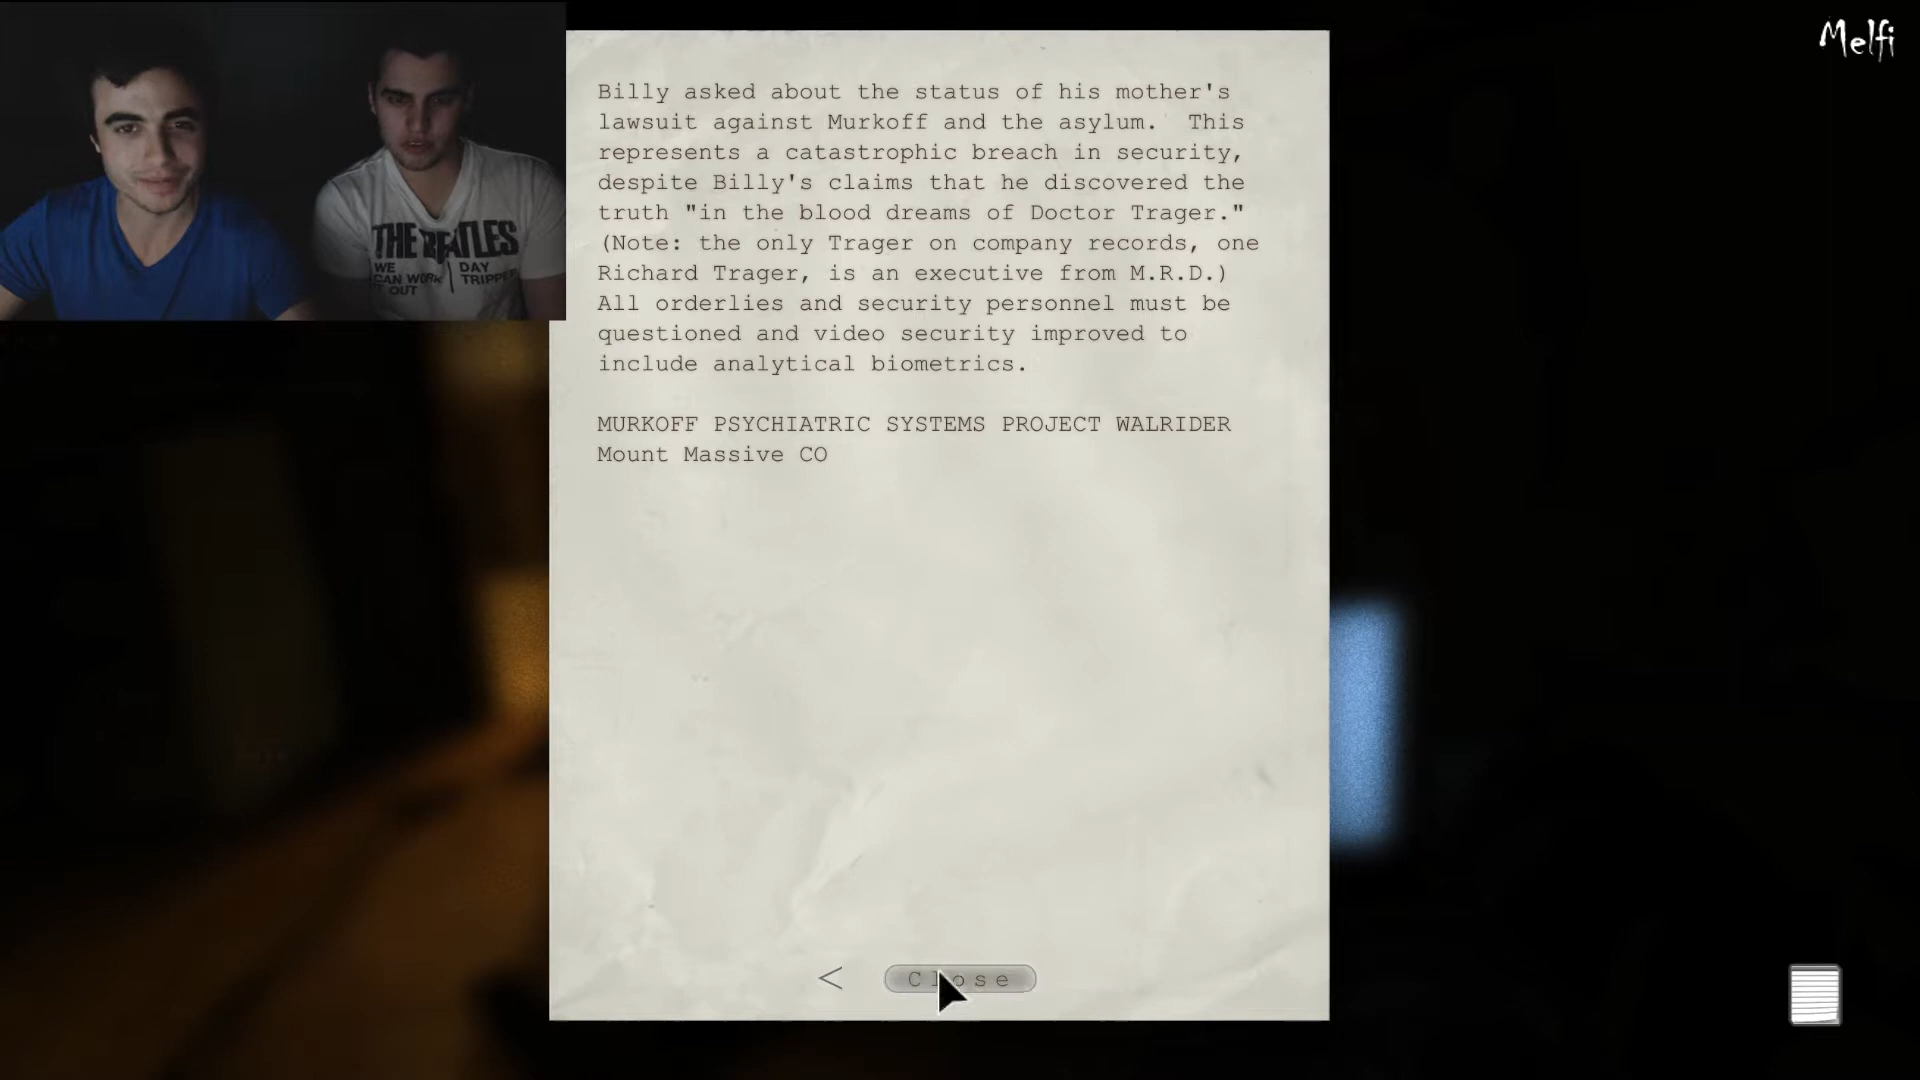 Melfi
THE BEATLES
WE CAN WORK IT OUT
DAY TRIPPER
Billy asked about the status of his mother's
lawsuit against Murkoff and the asylum.  This
represents a catastrophic breach in security,
despite Billy's claims that he discovered the
truth "in the blood dreams of Doctor Trager."
(Note: the only Trager on company records, one
Richard Trager, is an executive from M.R.D.)
All orderlies and security personnel must be
questioned and video security improved to
include analytical biometrics.
MURKOFF PSYCHIATRIC SYSTEMS PROJECT WALRIDER
Mount Massive CO
< Close